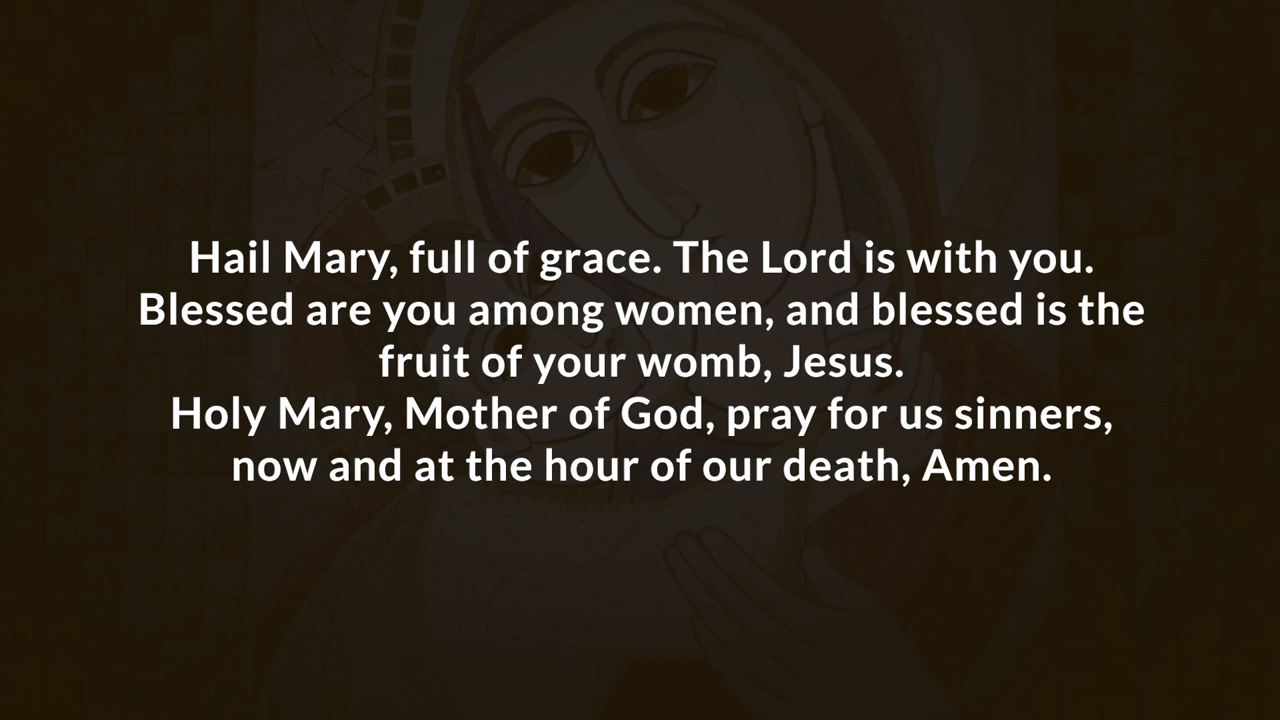 Hail Mary, full of grace. The Lord is with you.
Blessed are you among women, and blessed is the
fruit of your womb, Jesus.
Holy Mary, Mother of God, pray for us sinners,
now and at the hour of our death, Amen.